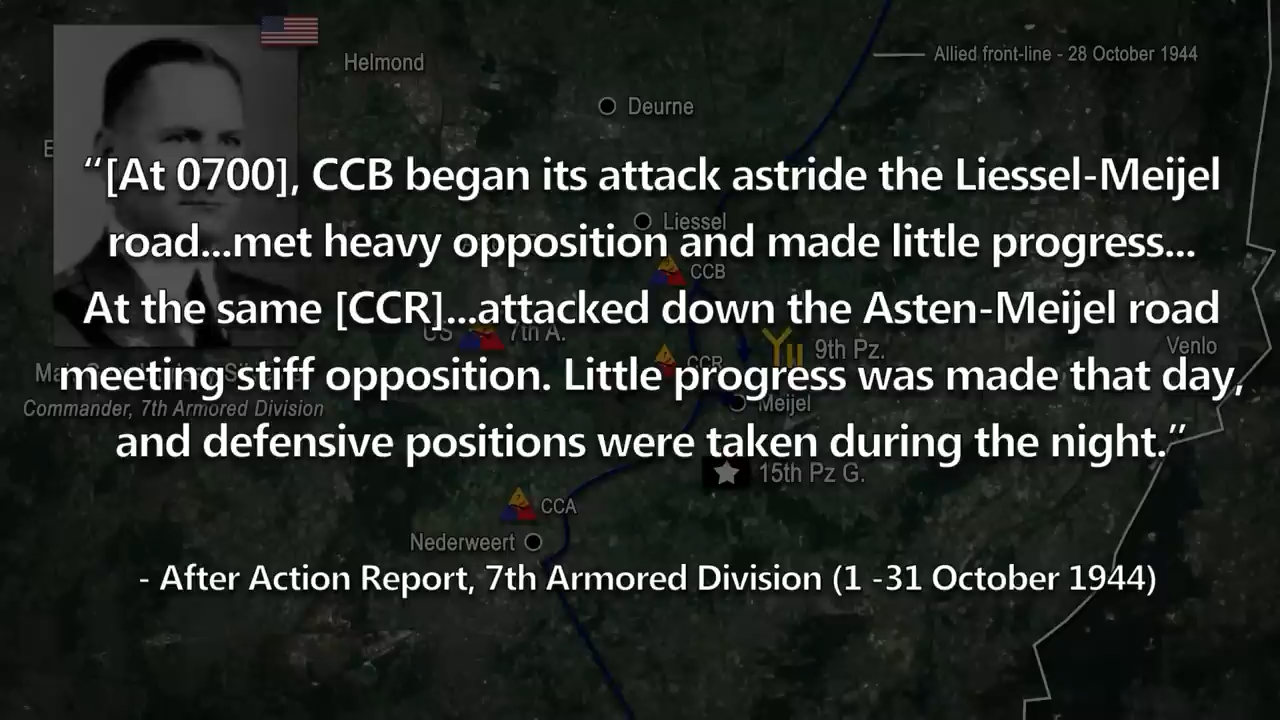 Helmond
Allied front-line - 28 October 1944
Deurne
“[At 0700], CCB began its attack astride the Liessel-Meijel
road...met heavy opposition and made little progress...
At the same [CCR]...attacked down the Asten-Meijel road
meeting stiff opposition. Little progress was made that day,
and defensive positions were taken during the night.”
- After Action Report, 7th Armored Division (1 -31 October 1944)
Liessel
CCB
US
7th A.
CCR
9th Pz.
Venlo
Commander, 7th Armored Division
Meijel
15th Pz G.
CCA
Nederweert